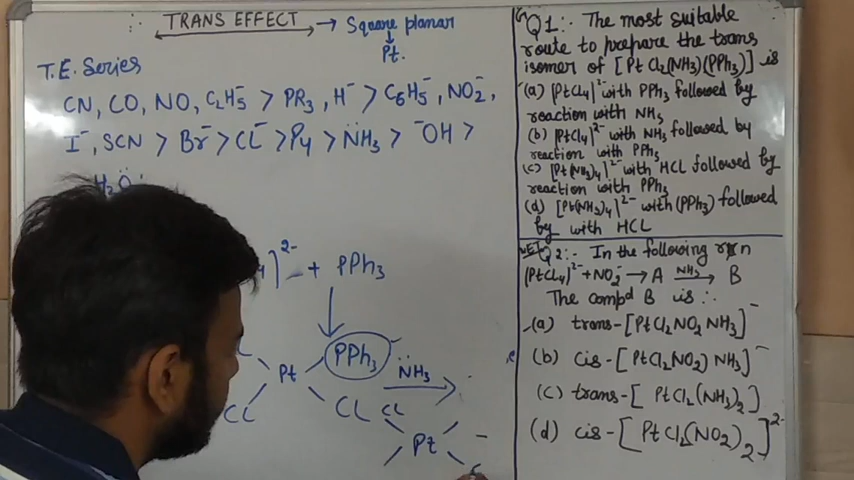 : TRANS EFFECT → Square planar
↓
Pt.
T.E. Series
CN, CO, NO, C2H5⁻ > PR3, H⁻ > C6H5⁻, NO2⁻,
I⁻, SCN > Br⁻ > Cl⁻ > Py > NH3 > ⁻OH >
H2O
]²⁻ + PPh3
↓
Pt PPh3 NH3 →
CL CL CL
Pt
Q1:- The most suitable
route to prepare the trans
isomer of [Pt Cl2(NH3)(PPh3)] is
(a) [PtCl4]²⁻ with PPh3 followed by
reaction with NH3
(b) [PtCl4]²⁻ with NH3 followed by
reaction with PPh3
(c) [Pt(NH3)4]²⁻ with HCL followed by
reaction with PPh3
(d) [Pt(NH3)4]²⁻ with (PPh3) followed
by with HCL
Q2:- In the following rxn
[PtCl4]²⁻ + NO2⁻ → A NH3 → B
The compd B is :-
(a) trans-[PtCl2NO2 NH3]⁻
(b) cis-[PtCl2NO2) NH3]⁻
(c) trans-[PtCl2(NH3)2]
(d) cis-[PtCl2(NO2)2]²⁻